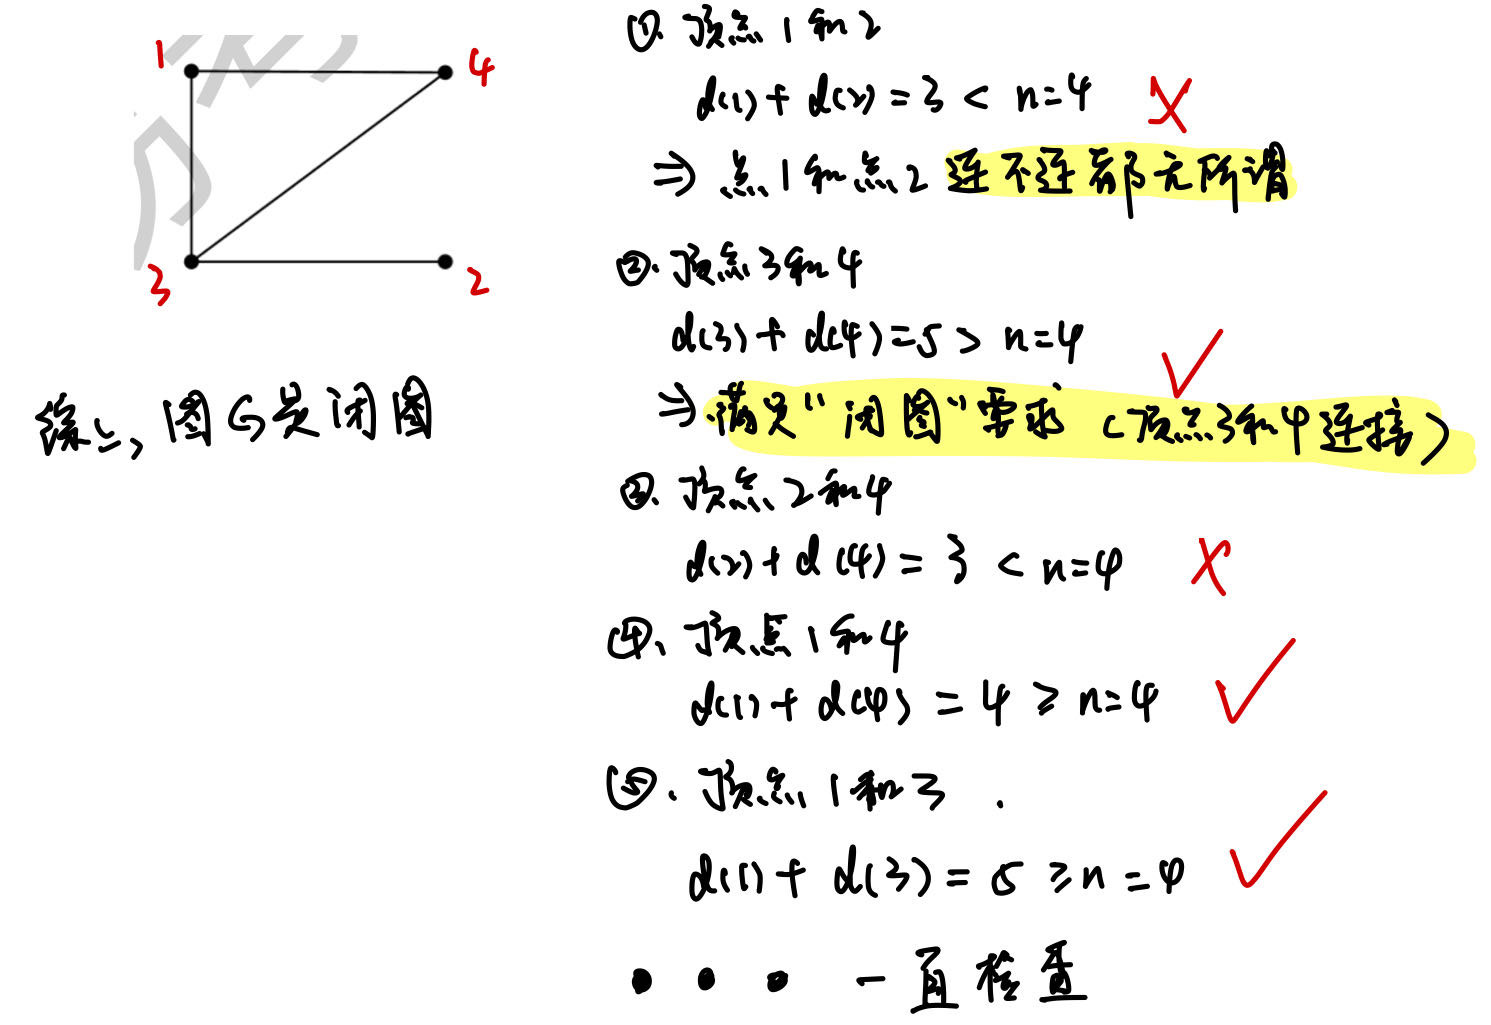 1
4
3
2
综上, 图G是闭图
①. 顶点1和2
d(1)+d(2)=3 < n=4 ✗
⇒ 点1和点2 连不连都无所谓
②. 顶点3和4
d(3)+d(4)=5 > n=4 ✓
⇒ 满足“闭图”需求 (顶点3和4连接)
③. 顶点2和4
d(2)+d(4)=3 < n=4 ✗
④. 顶点1和4
d(1)+d(4)=4 ≥ n=4 ✓
⑤. 顶点1和3.
d(1)+d(3)=5 ≥ n=4 ✓
• • • 一直检查